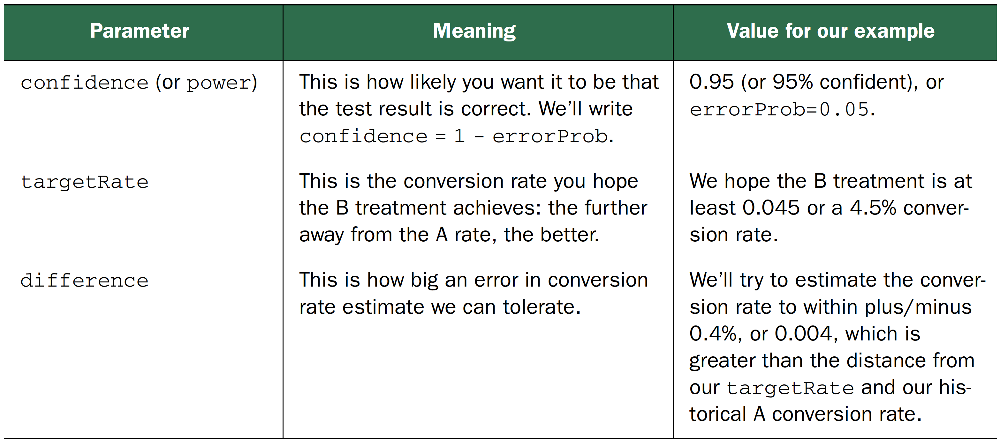 Parameter Meaning Value for our example
confidence (or power)
This is how likely you want it to be that
the test result is correct. We’ll write
confidence = 1 – errorProb.
0.95 (or 95% confident), or
errorProb=0.05.
targetRate
This is the conversion rate you hope
the B treatment achieves: the further
away from the A rate, the better.
We hope the B treatment is at
least 0.045 or a 4.5% conver-
sion rate.
difference
This is how big an error in conversion
rate estimate we can tolerate.
We’ll try to estimate the conver-
sion rate to within plus/minus
0.4%, or 0.004, which is
greater than the distance from
our targetRate and our his-
torical A conversion rate.